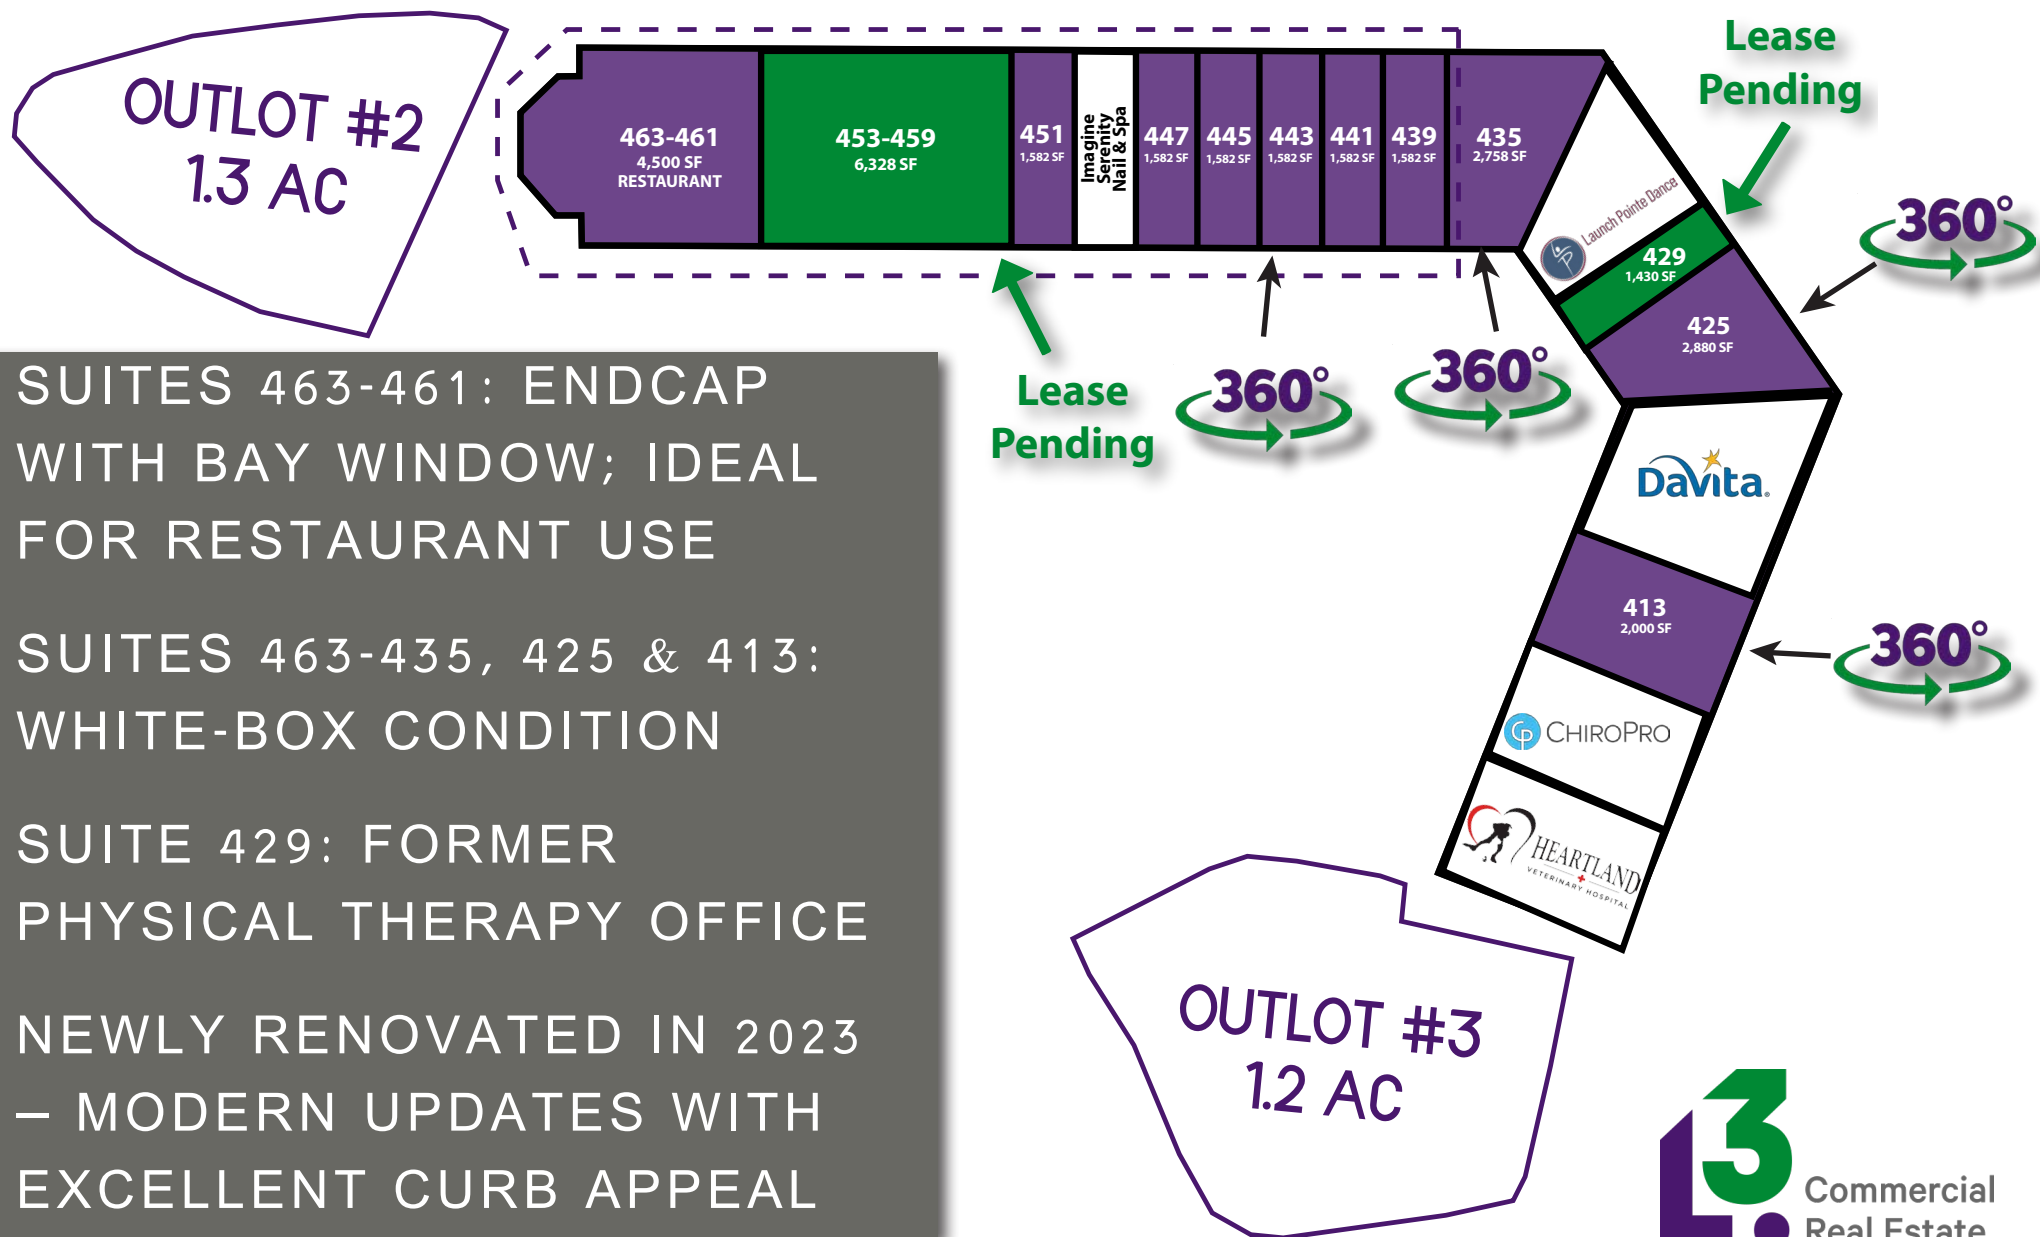 OUTLOT #2
1.3 AC
463-461
4,500 SF
RESTAURANT
453-459
6,328 SF
451
1,582 SF
Imagine
Serenity
Nail & Spa
447
1,582 SF
445
1,582 SF
443
1,582 SF
441
1,582 SF
439
1,582 SF
435
2,758 SF
Lease
Pending
Launch Pointe Dance
LP
429
1,430 SF
425
2,880 SF
360°
Lease
Pending
360°
360°
DaVita.
413
2,000 SF
360°
CP CHIROPRO
HEARTLAND
VETERINARY HOSPITAL
OUTLOT #3
1.2 AC
SUITES 463-461: ENDCAP
WITH BAY WINDOW; IDEAL
FOR RESTAURANT USE
SUITES 463-435, 425 & 413:
WHITE-BOX CONDITION
SUITE 429: FORMER
PHYSICAL THERAPY OFFICE
NEWLY RENOVATED IN 2023
– MODERN UPDATES WITH
EXCELLENT CURB APPEAL
L3
Commercial
Real Estate